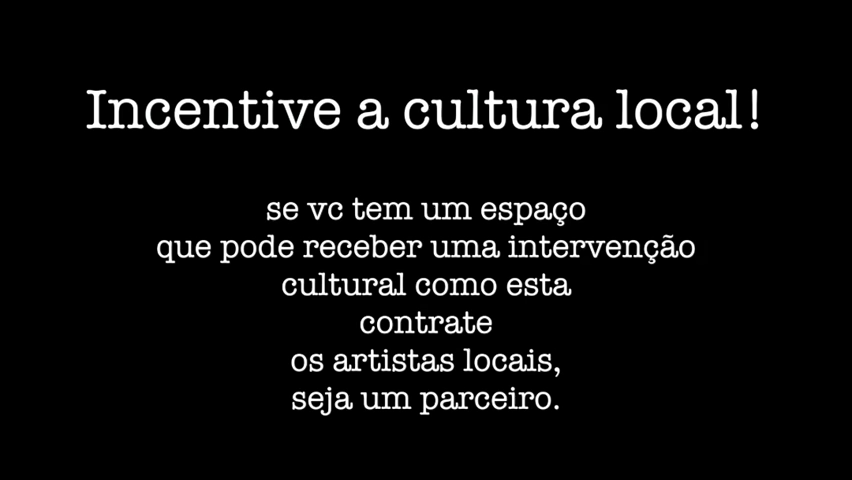 Incentive a cultura local!
se vc tem um espaço
que pode receber uma intervenção
cultural como esta
contrate
os artistas locais,
seja um parceiro.